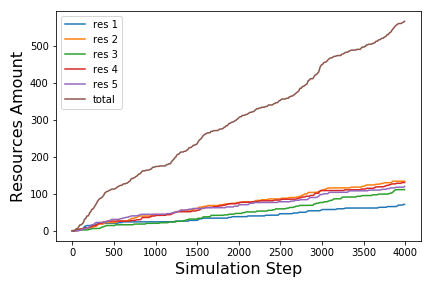 res 1
res 2
res 3
res 4
res 5
total
Resources Amount
500
400
300
200
100
0
0 500 1000 1500 2000 2500 3000 3500 4000
Simulation Step